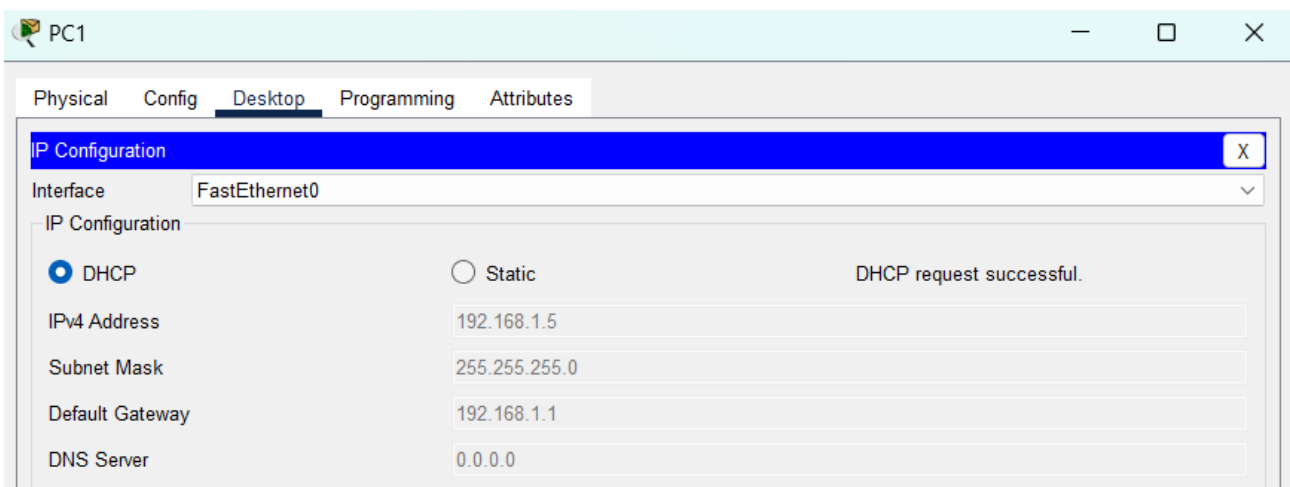 PC1
Physical Config Desktop Programming Attributes
IP Configuration X
Interface FastEthernet0
IP Configuration
DHCP Static DHCP request successful.
IPv4 Address 192.168.1.5
Subnet Mask 255.255.255.0
Default Gateway 192.168.1.1
DNS Server 0.0.0.0